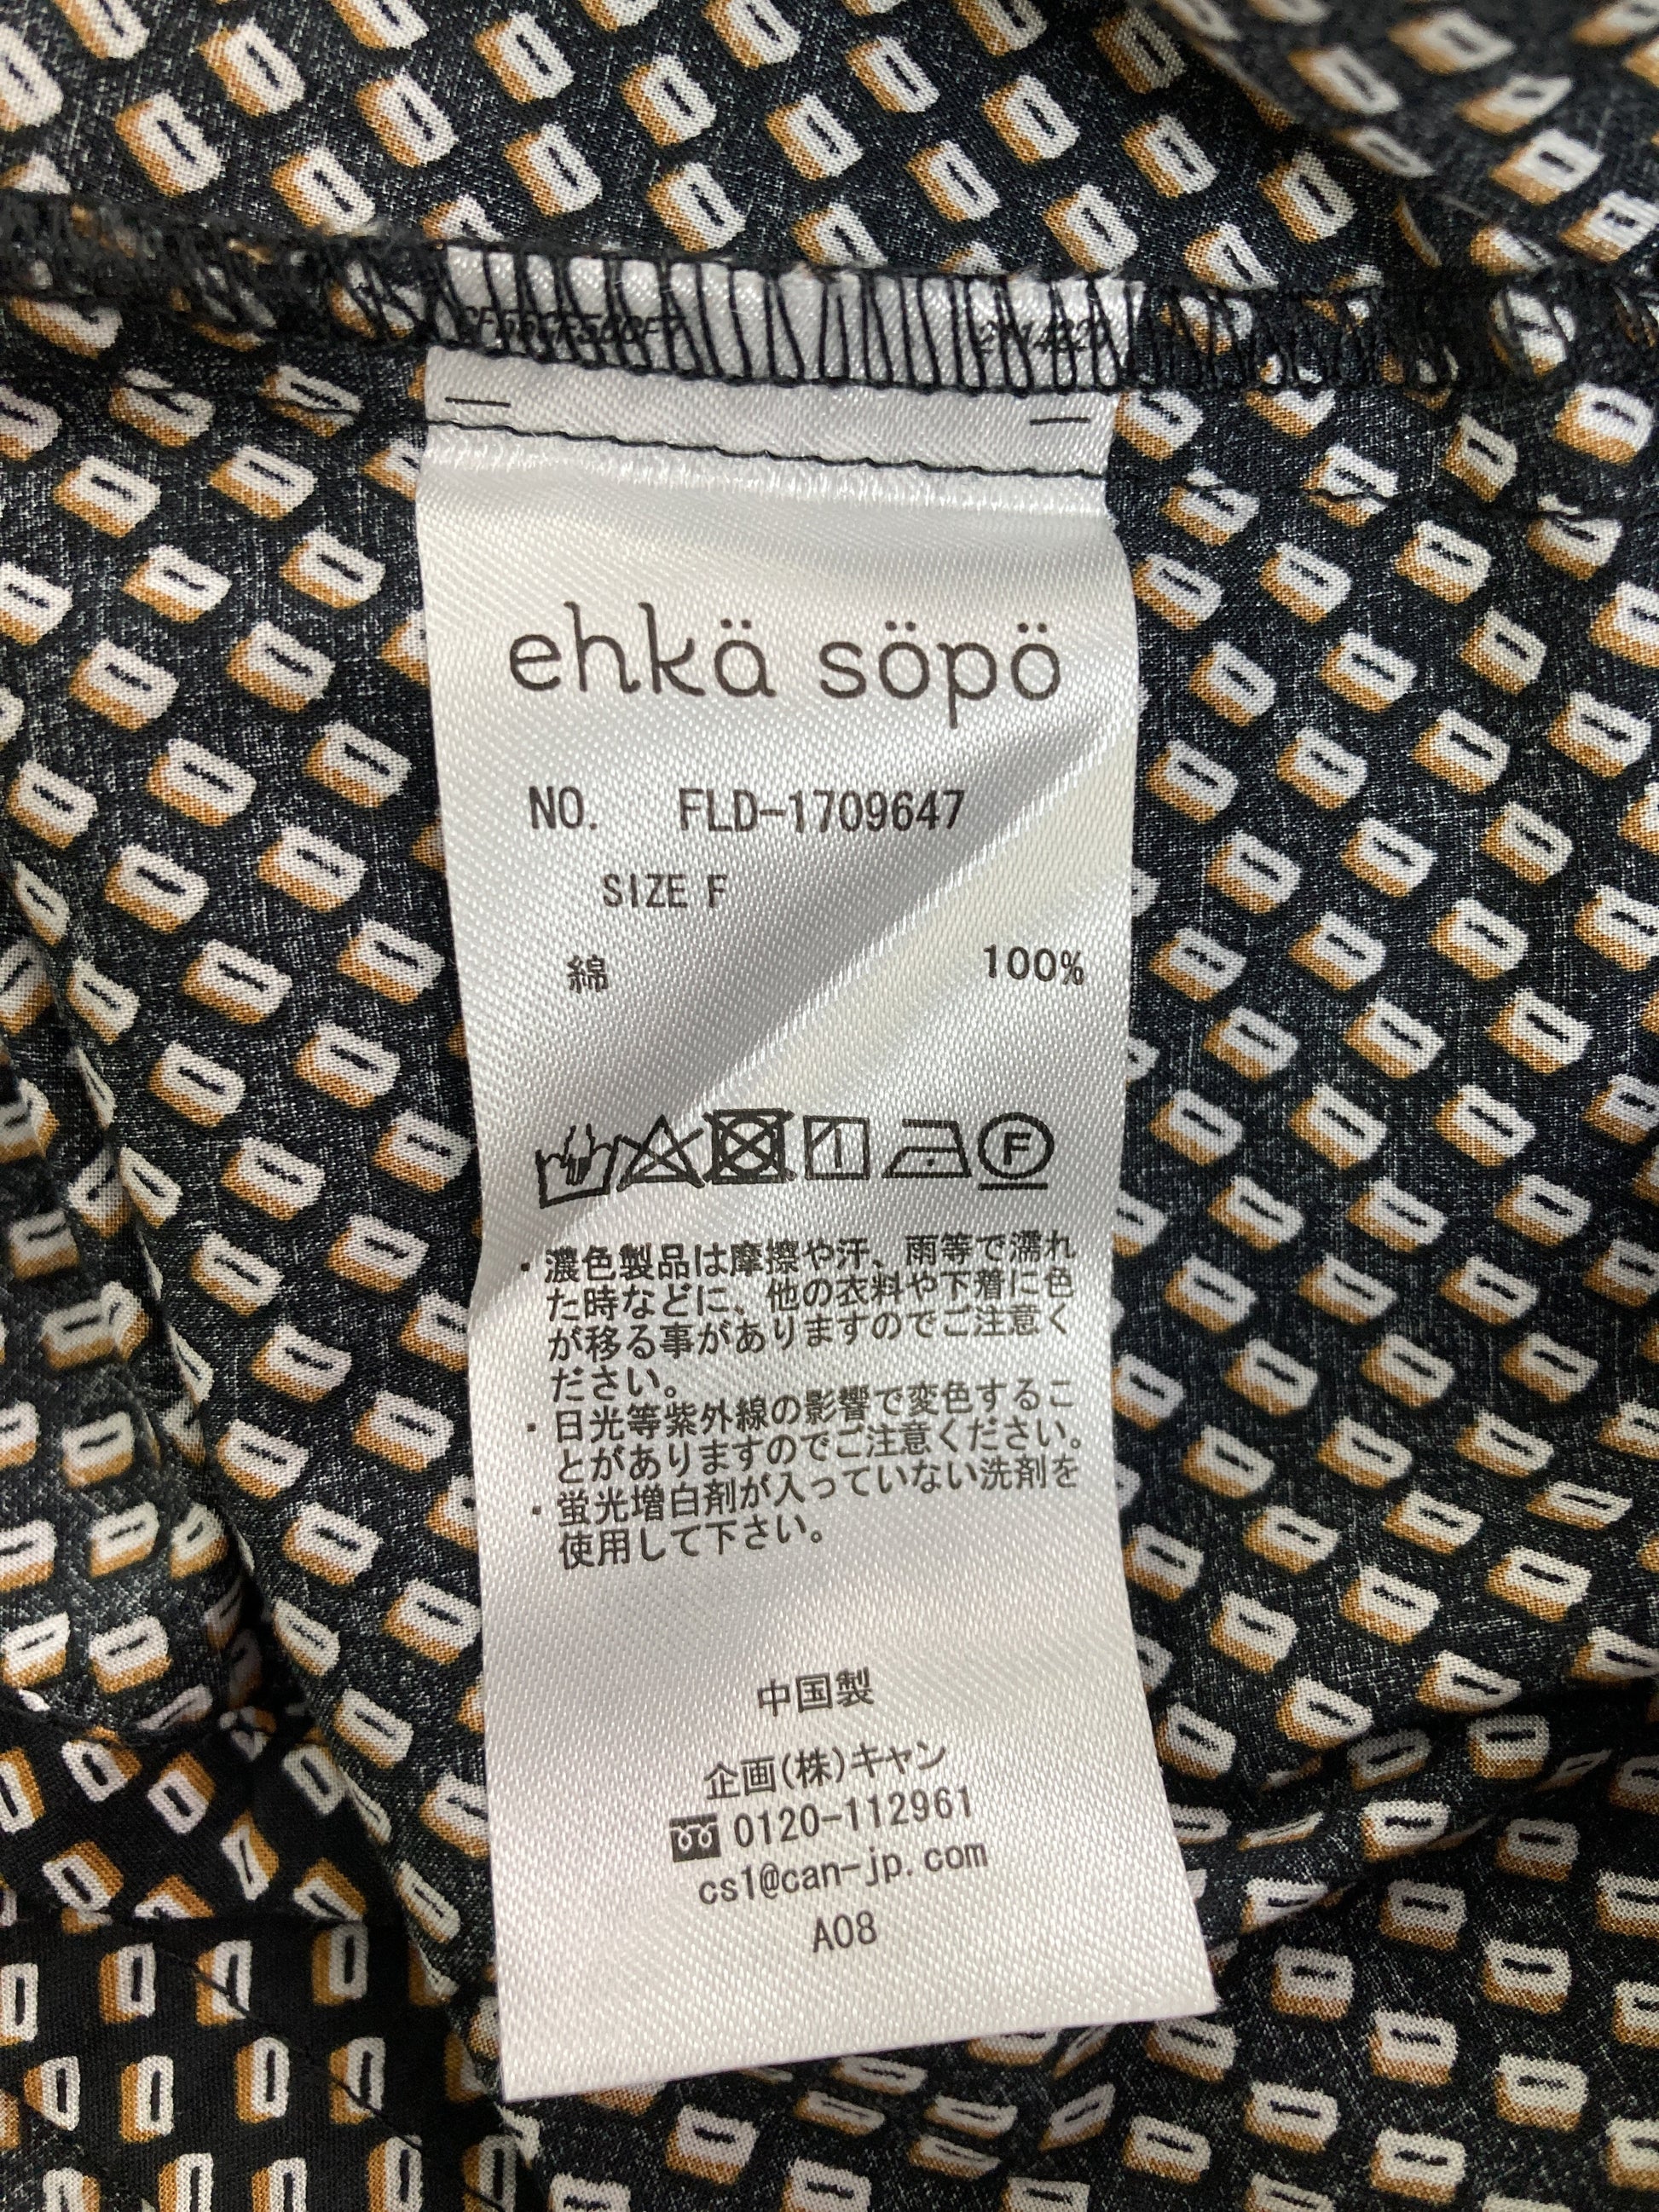 ehkä söpö
NO. FLD-1709647
SIZE F
綿 100%
F
・濃色製品は摩擦や汗、雨等で濡れ
た時などに、他の衣料や下着に色
が移る事がありますのでご注意く
ださい。
・日光等紫外線の影響で変色するこ
とがありますのでご注意ください。
・蛍光増白剤が入っていない洗剤を
使用して下さい。
中国製
企画(株)キャン
0120-112961
cs1@can-jp.com
A08